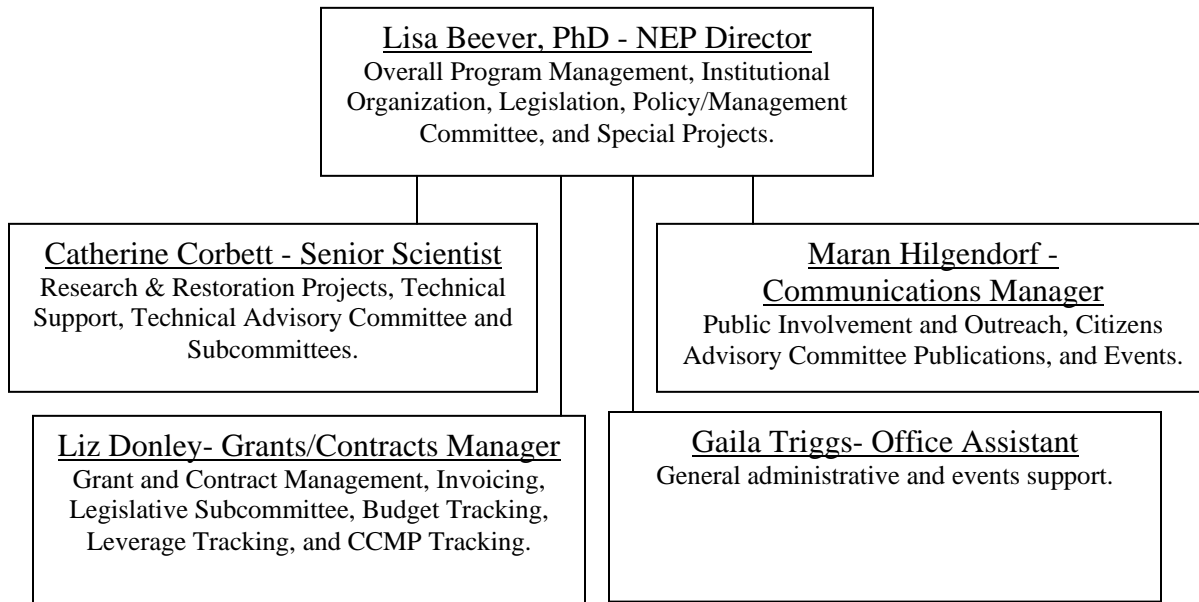 Lisa Beever, PhD - NEP Director
Overall Program Management, Institutional
Organization, Legislation, Policy/Management
Committee, and Special Projects.
Catherine Corbett - Senior Scientist
Research & Restoration Projects, Technical
Support, Technical Advisory Committee and
Subcommittees.
Maran Hilgendorf -
Communications Manager
Public Involvement and Outreach, Citizens
Advisory Committee Publications, and Events.
Liz Donley- Grants/Contracts Manager
Grant and Contract Management, Invoicing,
Legislative Subcommittee, Budget Tracking,
Leverage Tracking, and CCMP Tracking.
Gaila Triggs- Office Assistant
General administrative and events support.